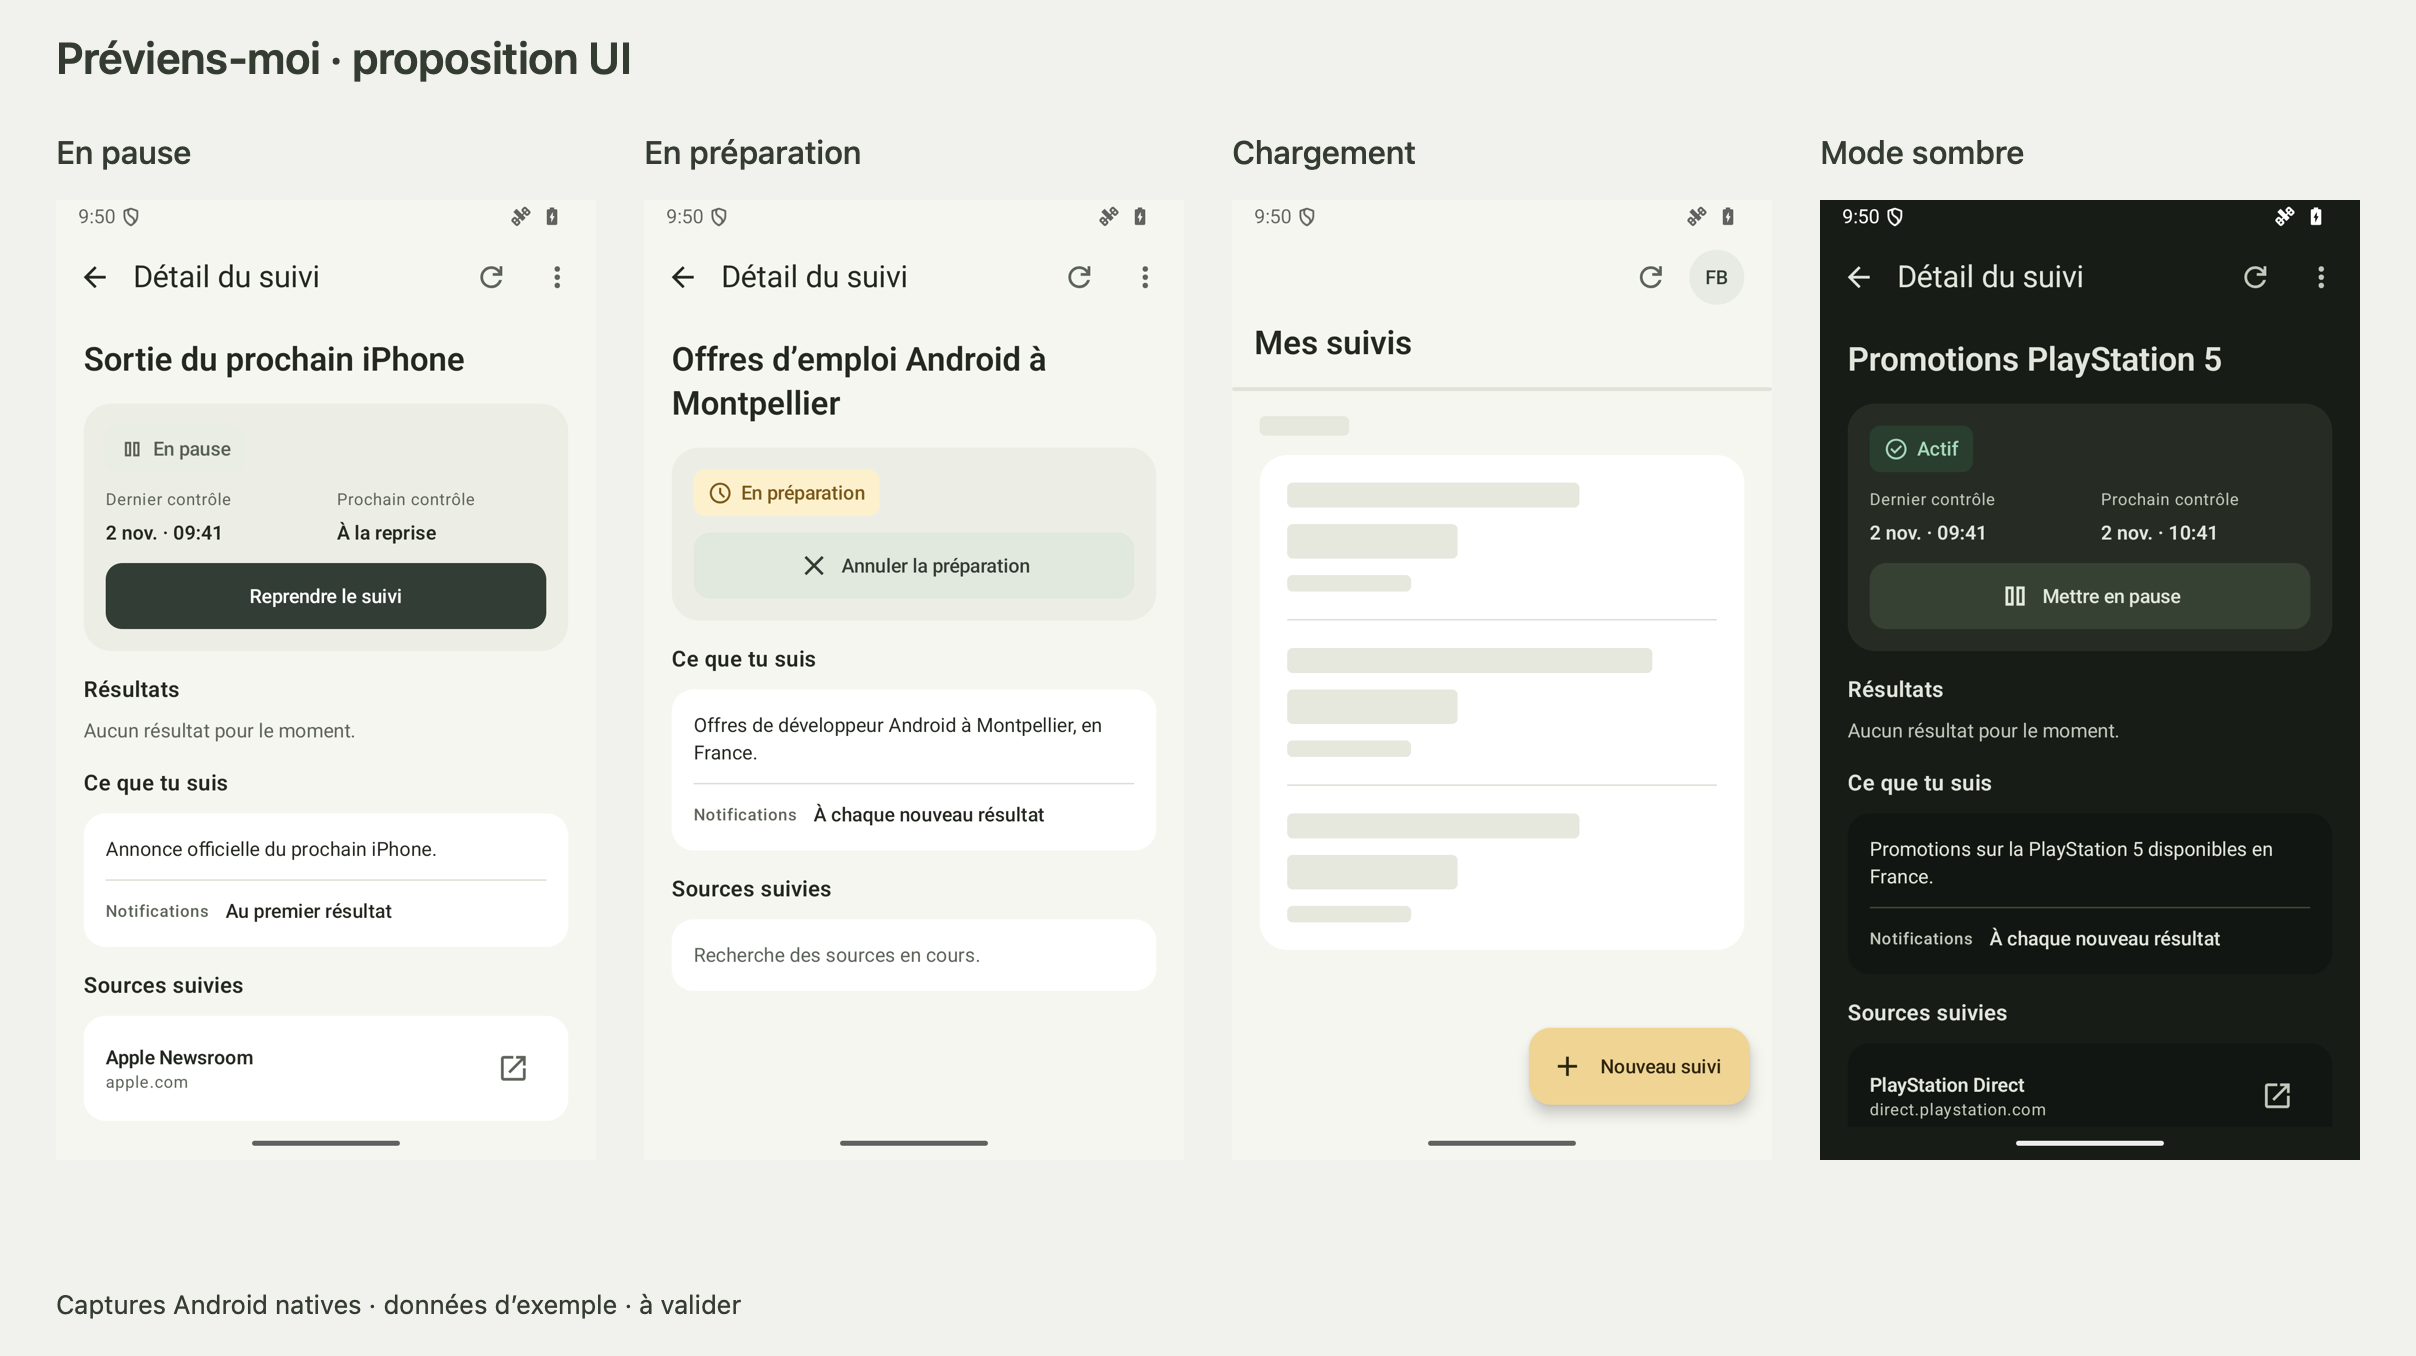 Préviens-moi · proposition UI
En pause
9:50
Détail du suivi
Sortie du prochain iPhone
En pause
Dernier contrôle
2 nov. · 09:41
Prochain contrôle
À la reprise
Reprendre le suivi
Résultats
Aucun résultat pour le moment.
Ce que tu suis
Annonce officielle du prochain iPhone.
Notifications Au premier résultat
Sources suivies
Apple Newsroom
apple.com
En préparation
9:50
Détail du suivi
Offres d’emploi Android à
Montpellier
En préparation
Annuler la préparation
Ce que tu suis
Offres de développeur Android à Montpellier, en
France.
Notifications À chaque nouveau résultat
Sources suivies
Recherche des sources en cours.
Chargement
9:50
FB
Mes suivis
Nouveau suivi
Mode sombre
9:50
Détail du suivi
Promotions PlayStation 5
Actif
Dernier contrôle
2 nov. · 09:41
Prochain contrôle
2 nov. · 10:41
Mettre en pause
Résultats
Aucun résultat pour le moment.
Ce que tu suis
Promotions sur la PlayStation 5 disponibles en
France.
Notifications À chaque nouveau résultat
Sources suivies
PlayStation Direct
direct.playstation.com
Captures Android natives · données d’exemple · à valider